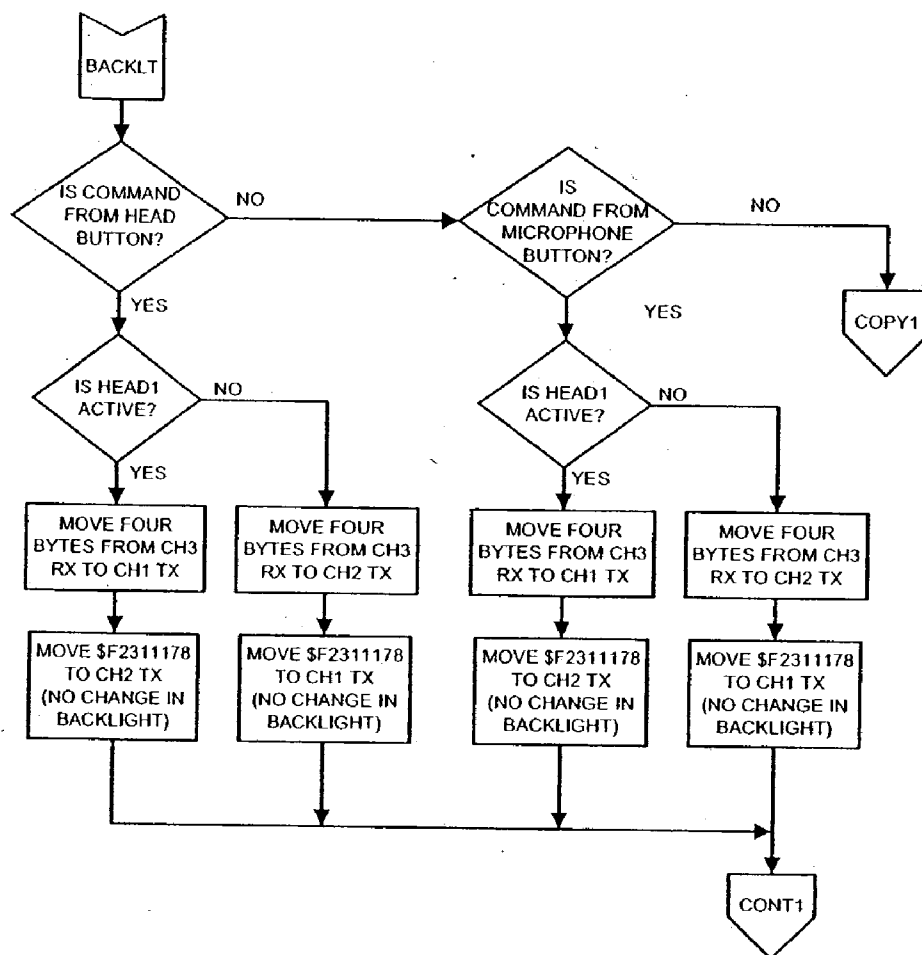 BACKLT
IS COMMAND
FROM HEAD
BUTTON?
NO
IS
COMMAND FROM
MICROPHONE
BUTTON?
NO
COPY1
YES
YES
IS HEAD1
ACTIVE?
NO
IS HEAD1
ACTIVE?
NO
YES
YES
MOVE FOUR
BYTES FROM CH3
RX TO CH1 TX
MOVE FOUR
BYTES FROM CH3
RX TO CH2 TX
MOVE FOUR
BYTES FROM CH3
RX TO CH1 TX
MOVE FOUR
BYTES FROM CH3
RX TO CH2 TX
MOVE $F2311178
TO CH2 TX
(NO CHANGE IN
BACKLIGHT)
MOVE $F2311178
TO CH1 TX
(NO CHANGE IN
BACKLIGHT)
MOVE $F2311178
TO CH2 TX
(NO CHANGE IN
BACKLIGHT)
MOVE $F2311178
TO CH1 TX
(NO CHANGE IN
BACKLIGHT)
CONT1